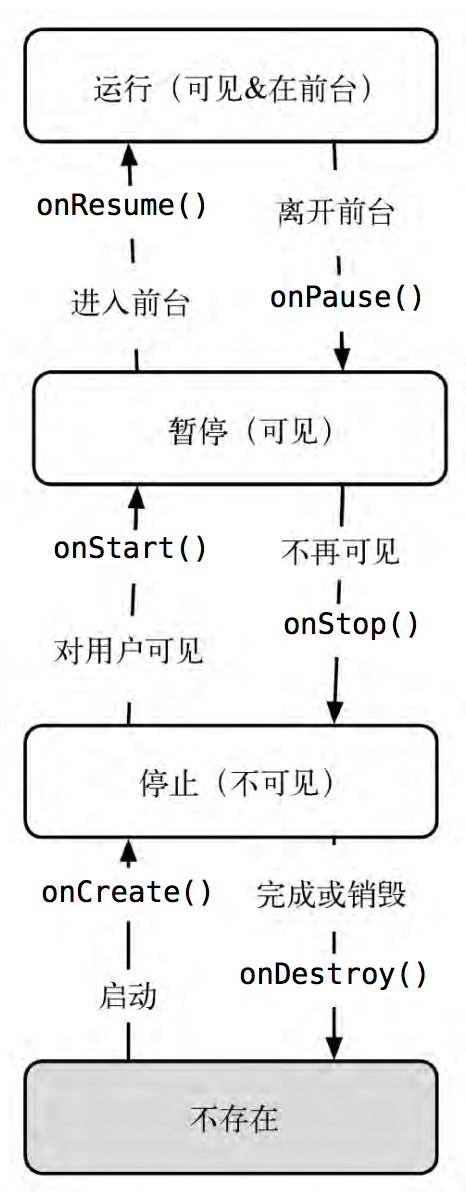 运行（可见&在前台）
onResume()
离开前台
进入前台
onPause()
暂停（可见）
onStart()
不再可见
onStop()
对用户可见
停止（不可见）
onCreate()
完成或销毁
onDestroy()
启动
不存在